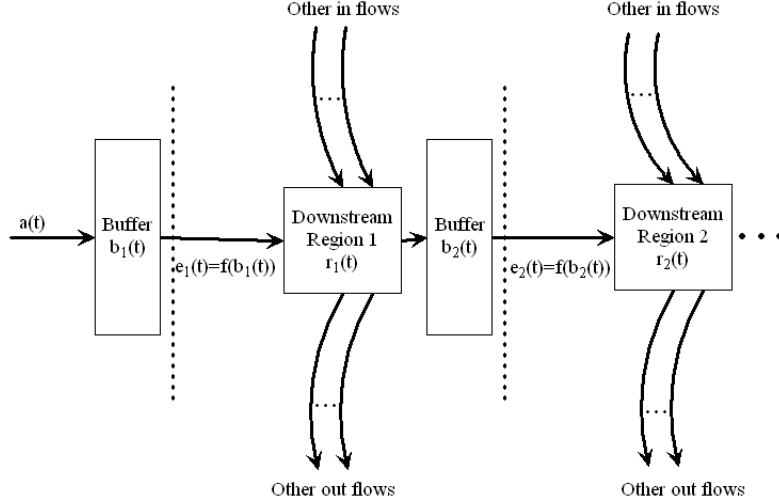 Other in flows
Other in flows
a(t)
Buffer
b₁(t)
e₁(t)=f(b₁(t))
Downstream
Region 1
r₁(t)
Buffer
b₂(t)
e₂(t)=f(b₂(t))
Downstream
Region 2
r₂(t)
Other out flows
Other out flows